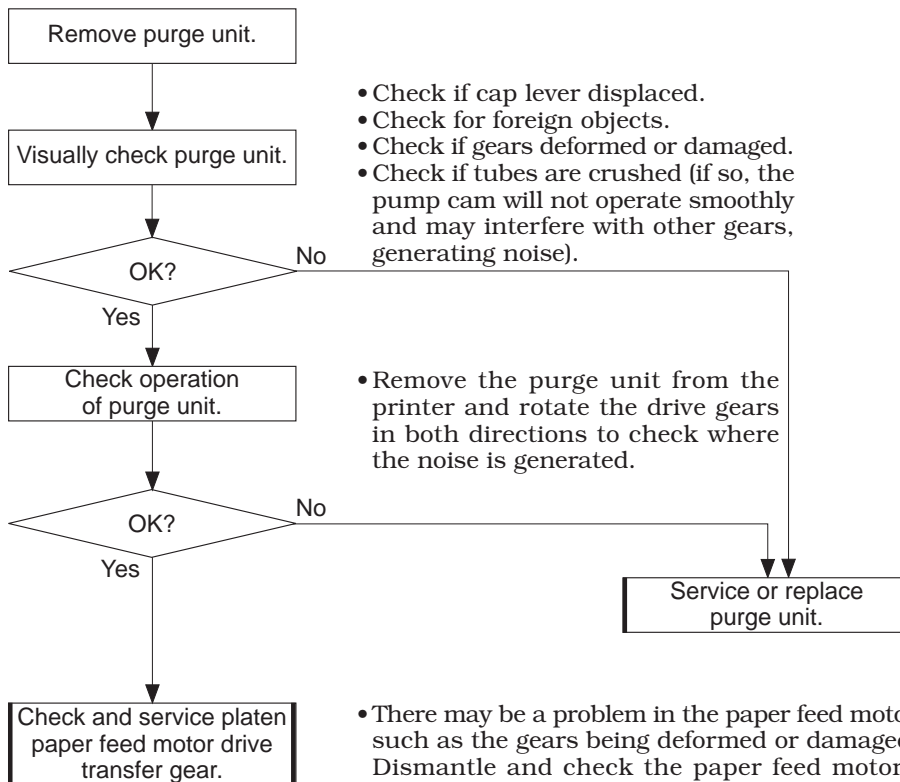 Remove purge unit.
• Check if cap lever displaced.
• Check for foreign objects.
• Check if gears deformed or damaged.
• Check if tubes are crushed (if so, the
pump cam will not operate smoothly
and may interfere with other gears,
generating noise).
Visually check purge unit.
OK?
No
Yes
Check operation
of purge unit.
• Remove the purge unit from the
printer and rotate the drive gears
in both directions to check where
the noise is generated.
OK?
No
Yes
Service or replace
purge unit.
Check and service platen
paper feed motor drive
transfer gear.
• There may be a problem in the paper feed moto
such as the gears being deformed or damaged
Dismantle and check the paper feed motor